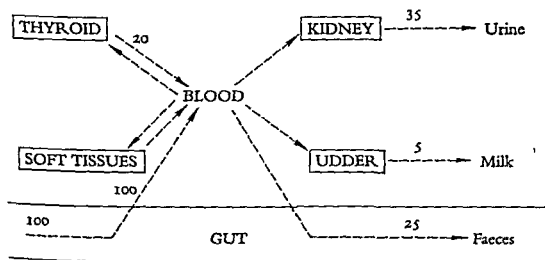 THYROID 20 KIDNEY 35 Urine
BLOOD
SOFT TISSUES UDDER 5 Milk
100
100 GUT 25 Faeces